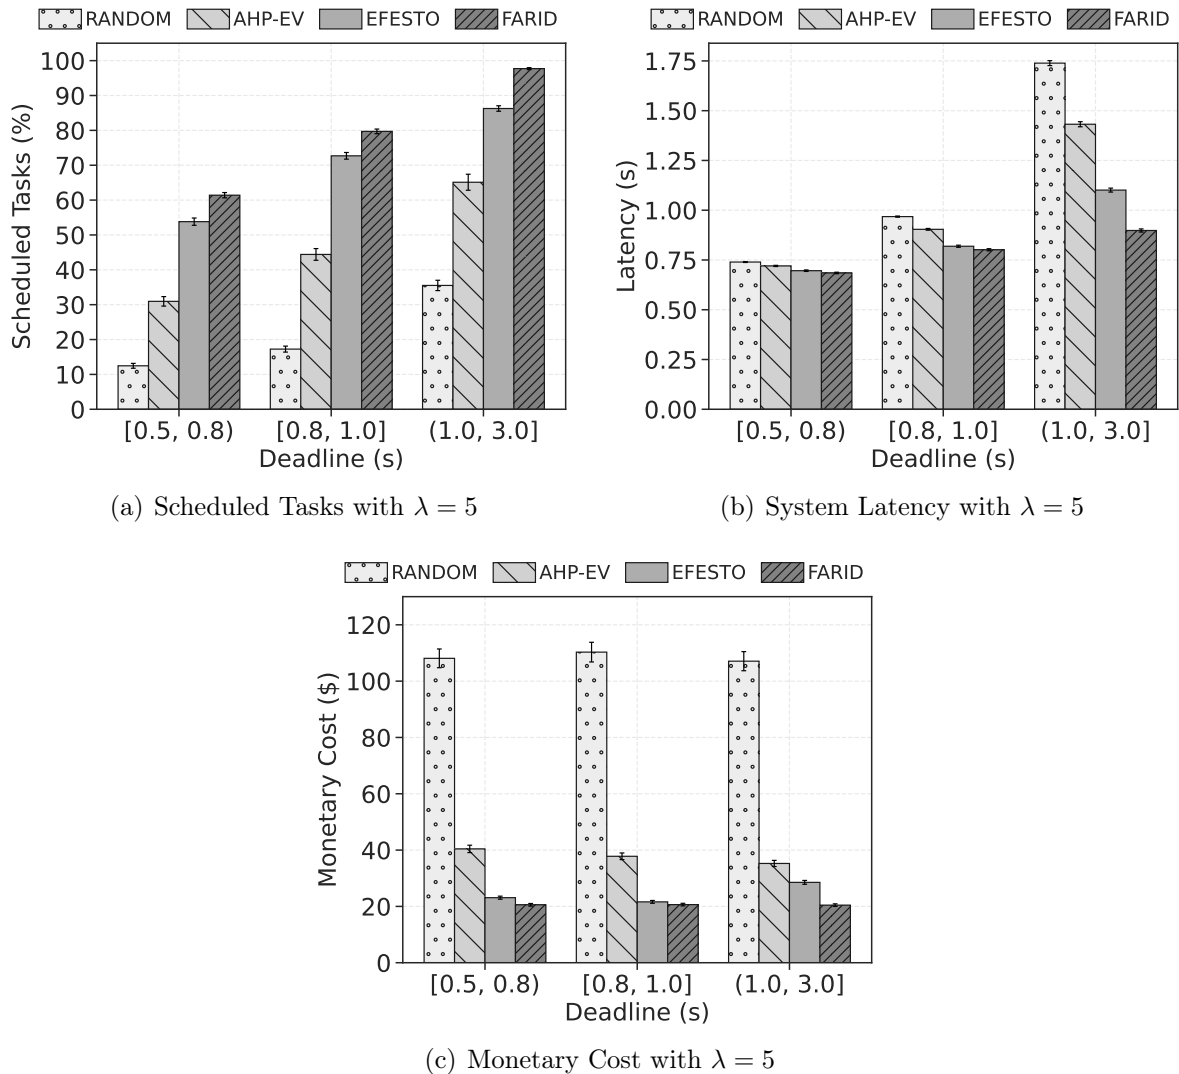 RANDOM AHP-EV EFESTO FARID
Scheduled Tasks (%)
100
90
80
70
60
50
40
30
20
10
0
[0.5, 0.8) [0.8, 1.0] (1.0, 3.0]
Deadline (s)
(a) Scheduled Tasks with λ = 5
RANDOM AHP-EV EFESTO FARID
Latency (s)
1.75
1.50
1.25
1.00
0.75
0.50
0.25
0.00
[0.5, 0.8) [0.8, 1.0] (1.0, 3.0]
Deadline (s)
(b) System Latency with λ = 5
RANDOM AHP-EV EFESTO FARID
Monetary Cost ($)
120
100
80
60
40
20
0
[0.5, 0.8) [0.8, 1.0] (1.0, 3.0]
Deadline (s)
(c) Monetary Cost with λ = 5